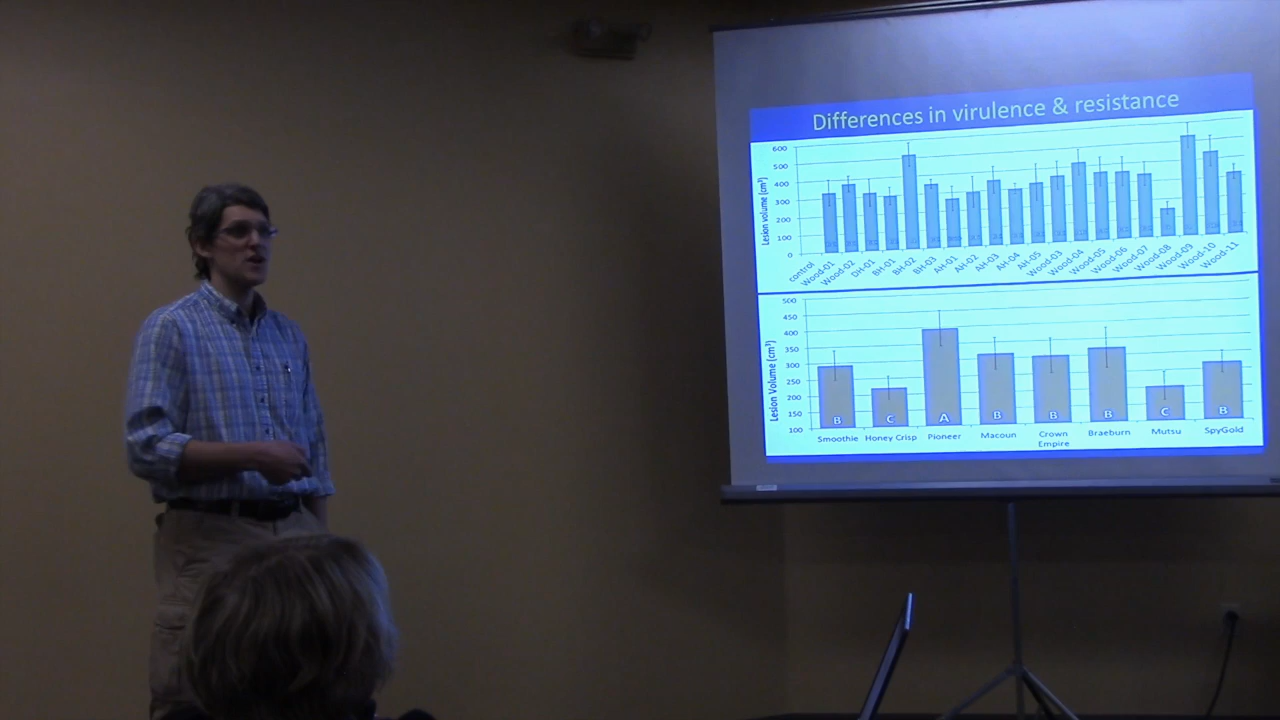 Differences in virulence & resistance
Lesion volume (cm³)
600
500
400
300
200
100
0
control
Wood-01
Wood-02
DH-01
BH-01
BH-02
BH-03
AH-01
AH-02
AH-03
AH-04
AH-05
Wood-03
Wood-04
Wood-05
Wood-06
Wood-07
Wood-08
Wood-09
Wood-10
Wood-11
Lesion Volume (cm³)
500
450
400
350
300
250
200
150
100
B C A B B B C B
Smoothie Honey Crisp Pioneer Macoun Crown Empire Braeburn Mutsu SpyGold